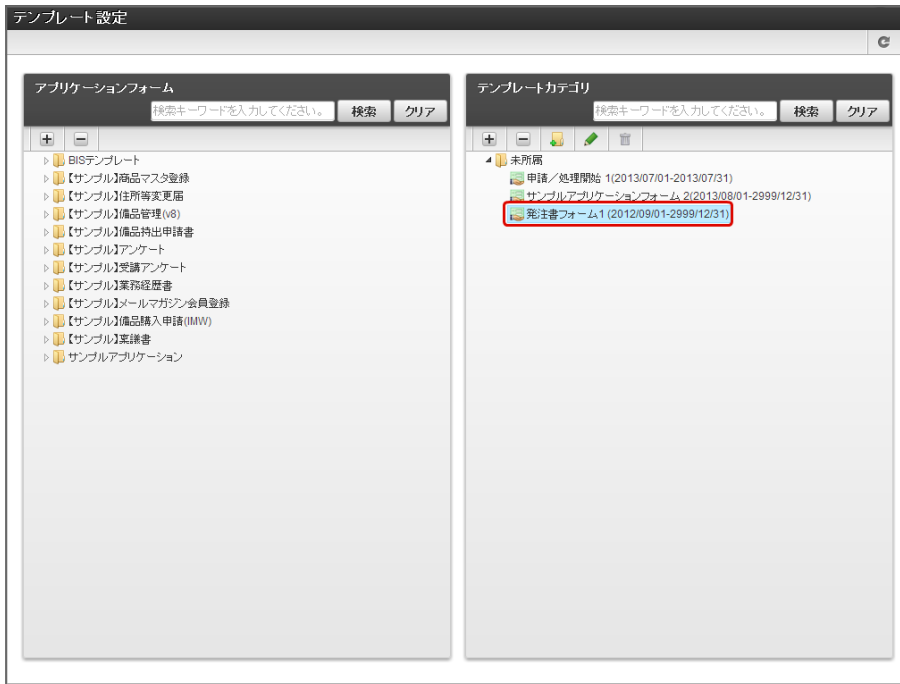 テンプレート設定
アプリケーションフォーム
検索キーワードを入力してください。 検索 クリア
BISテンプレート
【サンプル】商品マスタ登録
【サンプル】住所等変更届
【サンプル】備品管理(v8)
【サンプル】備品持出申請書
【サンプル】アンケート
【サンプル】受講アンケート
【サンプル】業務経歴書
【サンプル】メールマガジン会員登録
【サンプル】備品購入申請(IMW)
【サンプル】稟議書
サンプルアプリケーション
テンプレートカテゴリ
検索キーワードを入力してください。 検索 クリア
未所属
申請／処理開始 1(2013/07/01-2013/07/31)
サンプルアプリケーションフォーム 2(2013/08/01-2999/12/31)
発注書フォーム1 (2012/09/01-2999/12/31)